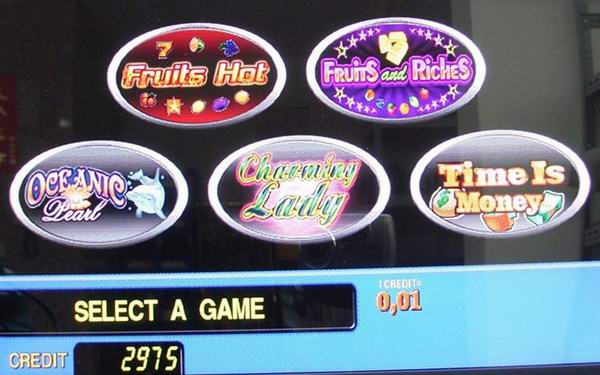 Fruits Hot
FRUITS and RICHES
OCEANIC
Pearl
Charming
Lady
Time Is
Money
1 CREDIT=
0,01
SELECT A GAME
CREDIT 2975